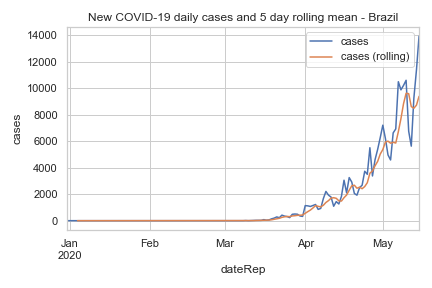 New COVID-19 daily cases and 5 day rolling mean - Brazil
cases
cases (rolling)
14000
12000
10000
8000
6000
4000
2000
0
cases
Jan Feb Mar Apr May
2020
dateRep